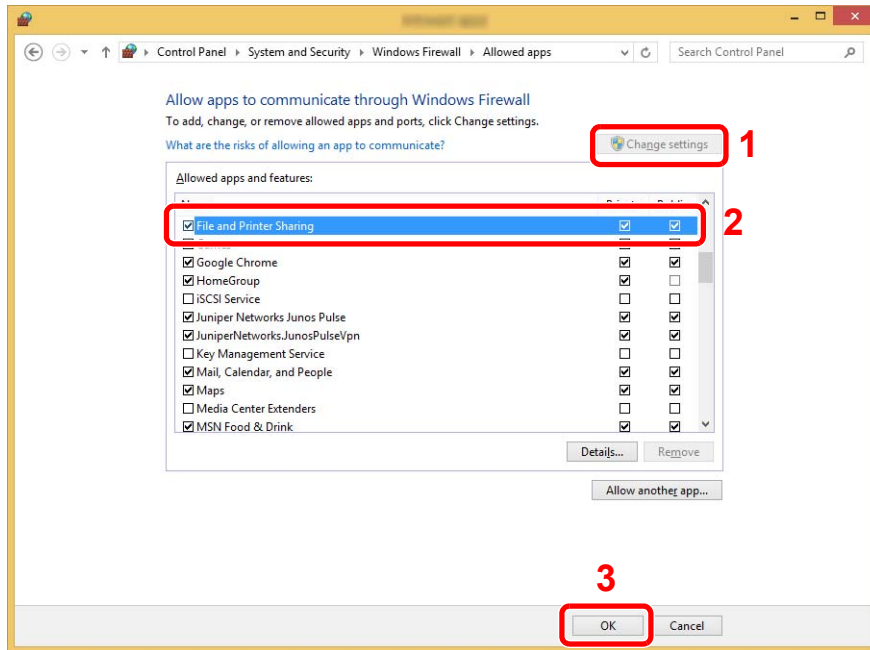 Control Panel ▸ System and Security ▸ Windows Firewall ▸ Allowed apps
Search Control Panel
Allow apps to communicate through Windows Firewall
To add, change, or remove allowed apps and ports, click Change settings.
What are the risks of allowing an app to communicate?
Change settings
1
Allowed apps and features:
2
File and Printer Sharing
Google Chrome
HomeGroup
iSCSI Service
Juniper Networks Junos Pulse
JuniperNetworks.JunosPulseVpn
Key Management Service
Mail, Calendar, and People
Maps
Media Center Extenders
MSN Food & Drink
Details...
Remove
Allow another app...
3
OK
Cancel